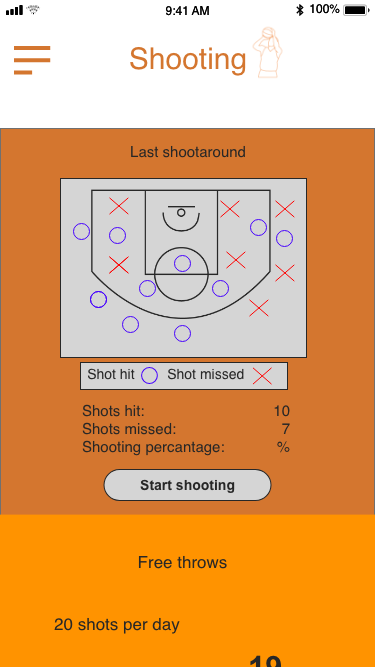 9:41 AM
100%
Shooting
Last shootaround
Shot hit Shot missed
Shots hit: 10
Shots missed: 7
Shooting percantage: %
Start shooting
Free throws
20 shots per day
19